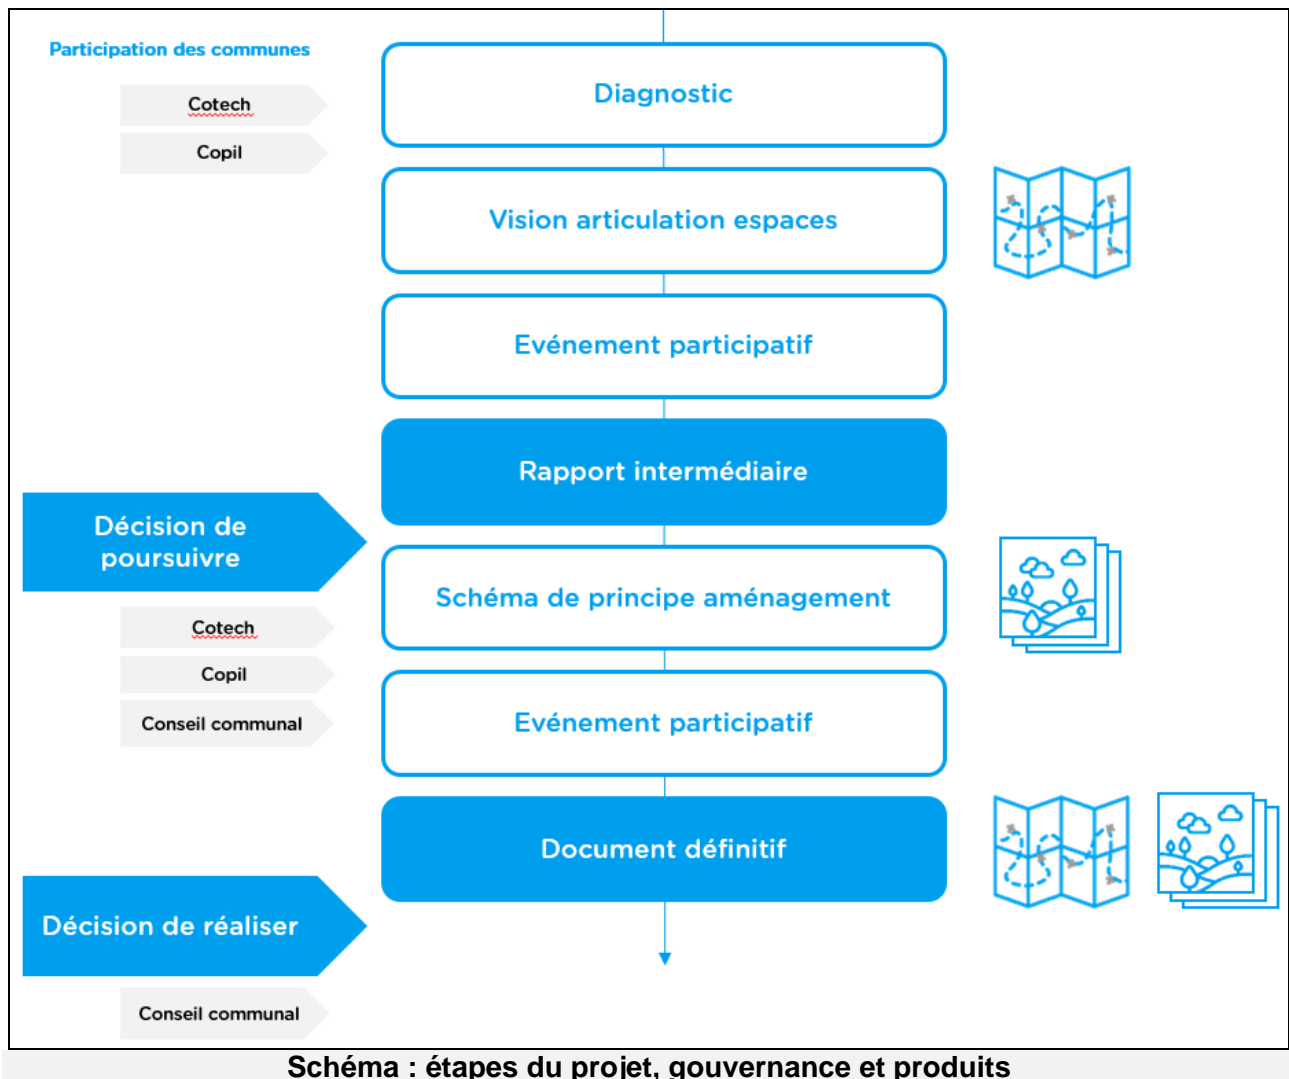 Participation des communes
Cotech
Copil
Diagnostic
Vision articulation espaces
Evénement participatif
Rapport intermédiaire
Décision de
poursuivre
Schéma de principe aménagement
Cotech
Copil
Conseil communal
Evénement participatif
Document définitif
Décision de réaliser
Conseil communal
Schéma : étapes du projet, gouvernance et produits